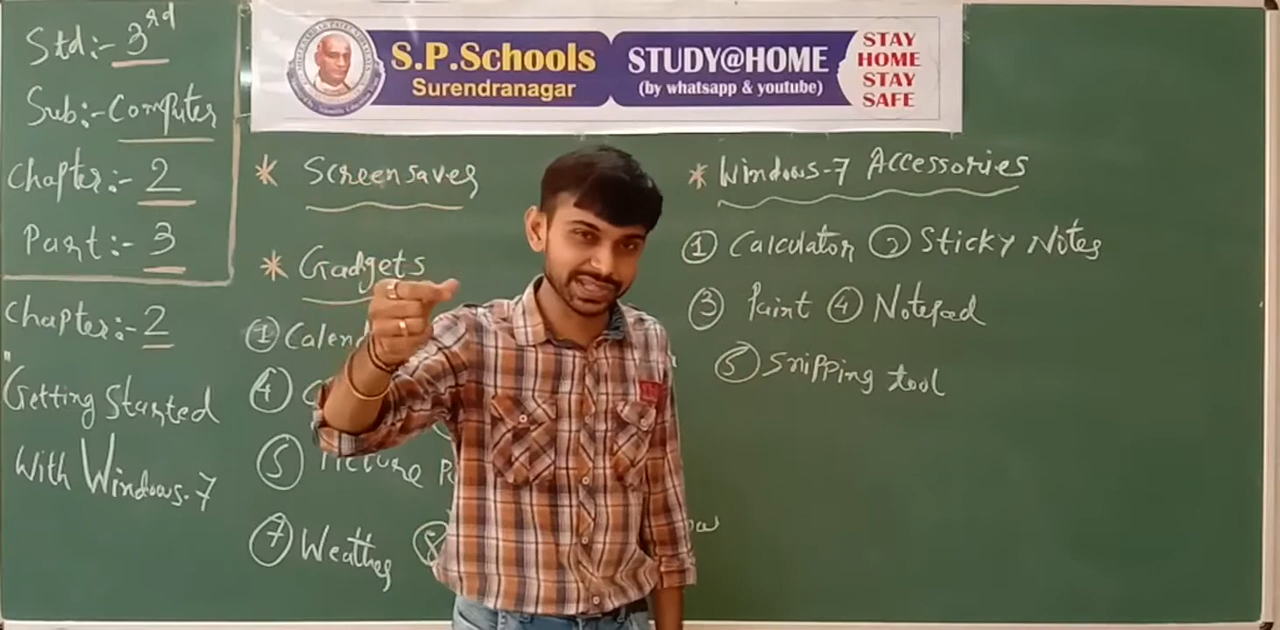 Std:- 3rd
Sub:- Computer
Chapter:- 2
Part:- 3
Chapter:- 2
"Getting Started
With Windows-7
S.P.Schools
Surendranagar
STUDY@HOME
(by whatsapp & youtube)
STAY
HOME
STAY
SAFE
* Screensaver
* Gadgets
①
④
⑤
⑦ Weather ⑧
* Windows-7 Accessories
① Calculator ② Sticky Notes
③ Paint ④ Notepad
⑤ Snipping tool